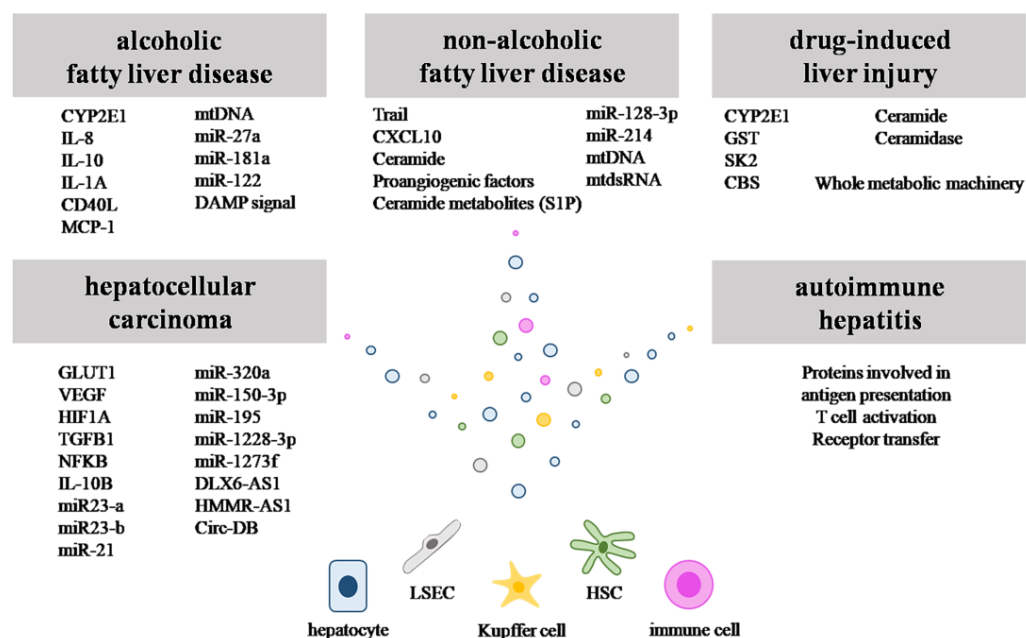 alcoholic
fatty liver disease
CYP2E1
IL-8
IL-10
IL-1A
CD40L
MCP-1
mtDNA
miR-27a
miR-181a
miR-122
DAMP signal
non-alcoholic
fatty liver disease
Trail
CXCL10
Ceramide
Proangiogenic factors
Ceramide metabolites (S1P)
miR-128-3p
miR-214
mtDNA
mtdsRNA
drug-induced
liver injury
CYP2E1
GST
SK2
CBS
Ceramide
Ceramidase
Whole metabolic machinery
hepatocellular
carcinoma
GLUT1
VEGF
HIF1A
TGFB1
NFKB
IL-10B
miR23-a
miR23-b
miR-21
miR-320a
miR-150-3p
miR-195
miR-1228-3p
miR-1273f
DLX6-AS1
HMMR-AS1
Circ-DB
autoimmune
hepatitis
Proteins involved in
antigen presentation
T cell activation
Receptor transfer
LSEC
HSC
hepatocyte
Kupffer cell
immune cell